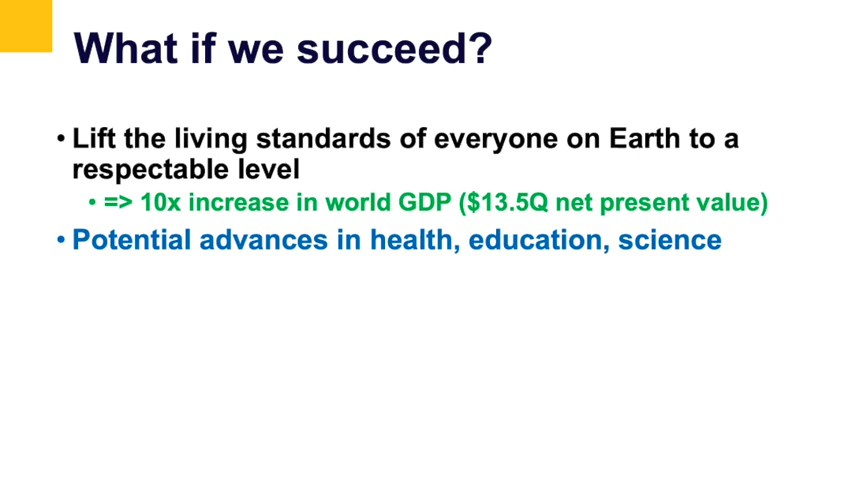 What if we succeed?
• Lift the living standards of everyone on Earth to a
respectable level
• => 10x increase in world GDP ($13.5Q net present value)
• Potential advances in health, education, science